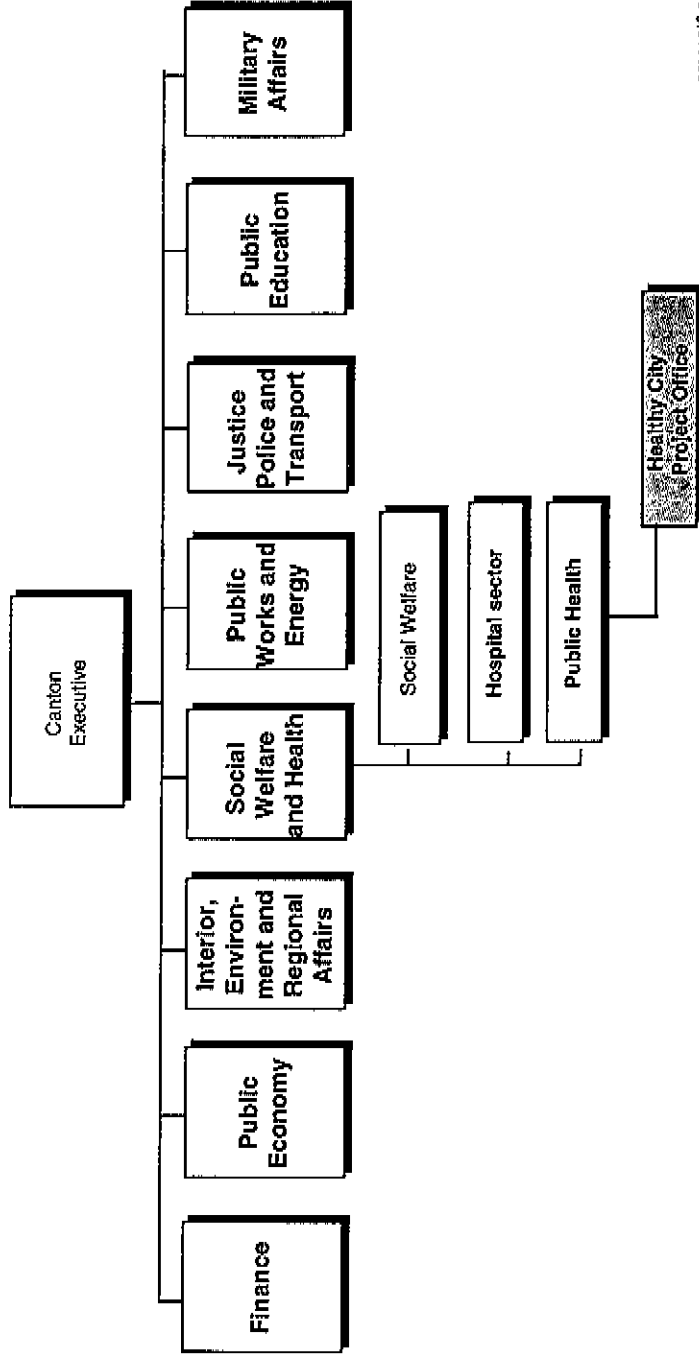 Canton
Executive
Finance
Public
Economy
Interior,
Environ-
ment and
Regional
Affairs
Social
Welfare
and Health
Public
Works and
Energy
Justice
Police and
Transport
Public
Education
Military
Affairs
Social Welfare
Hospital sector
Public Health
Healthy City
Project Office